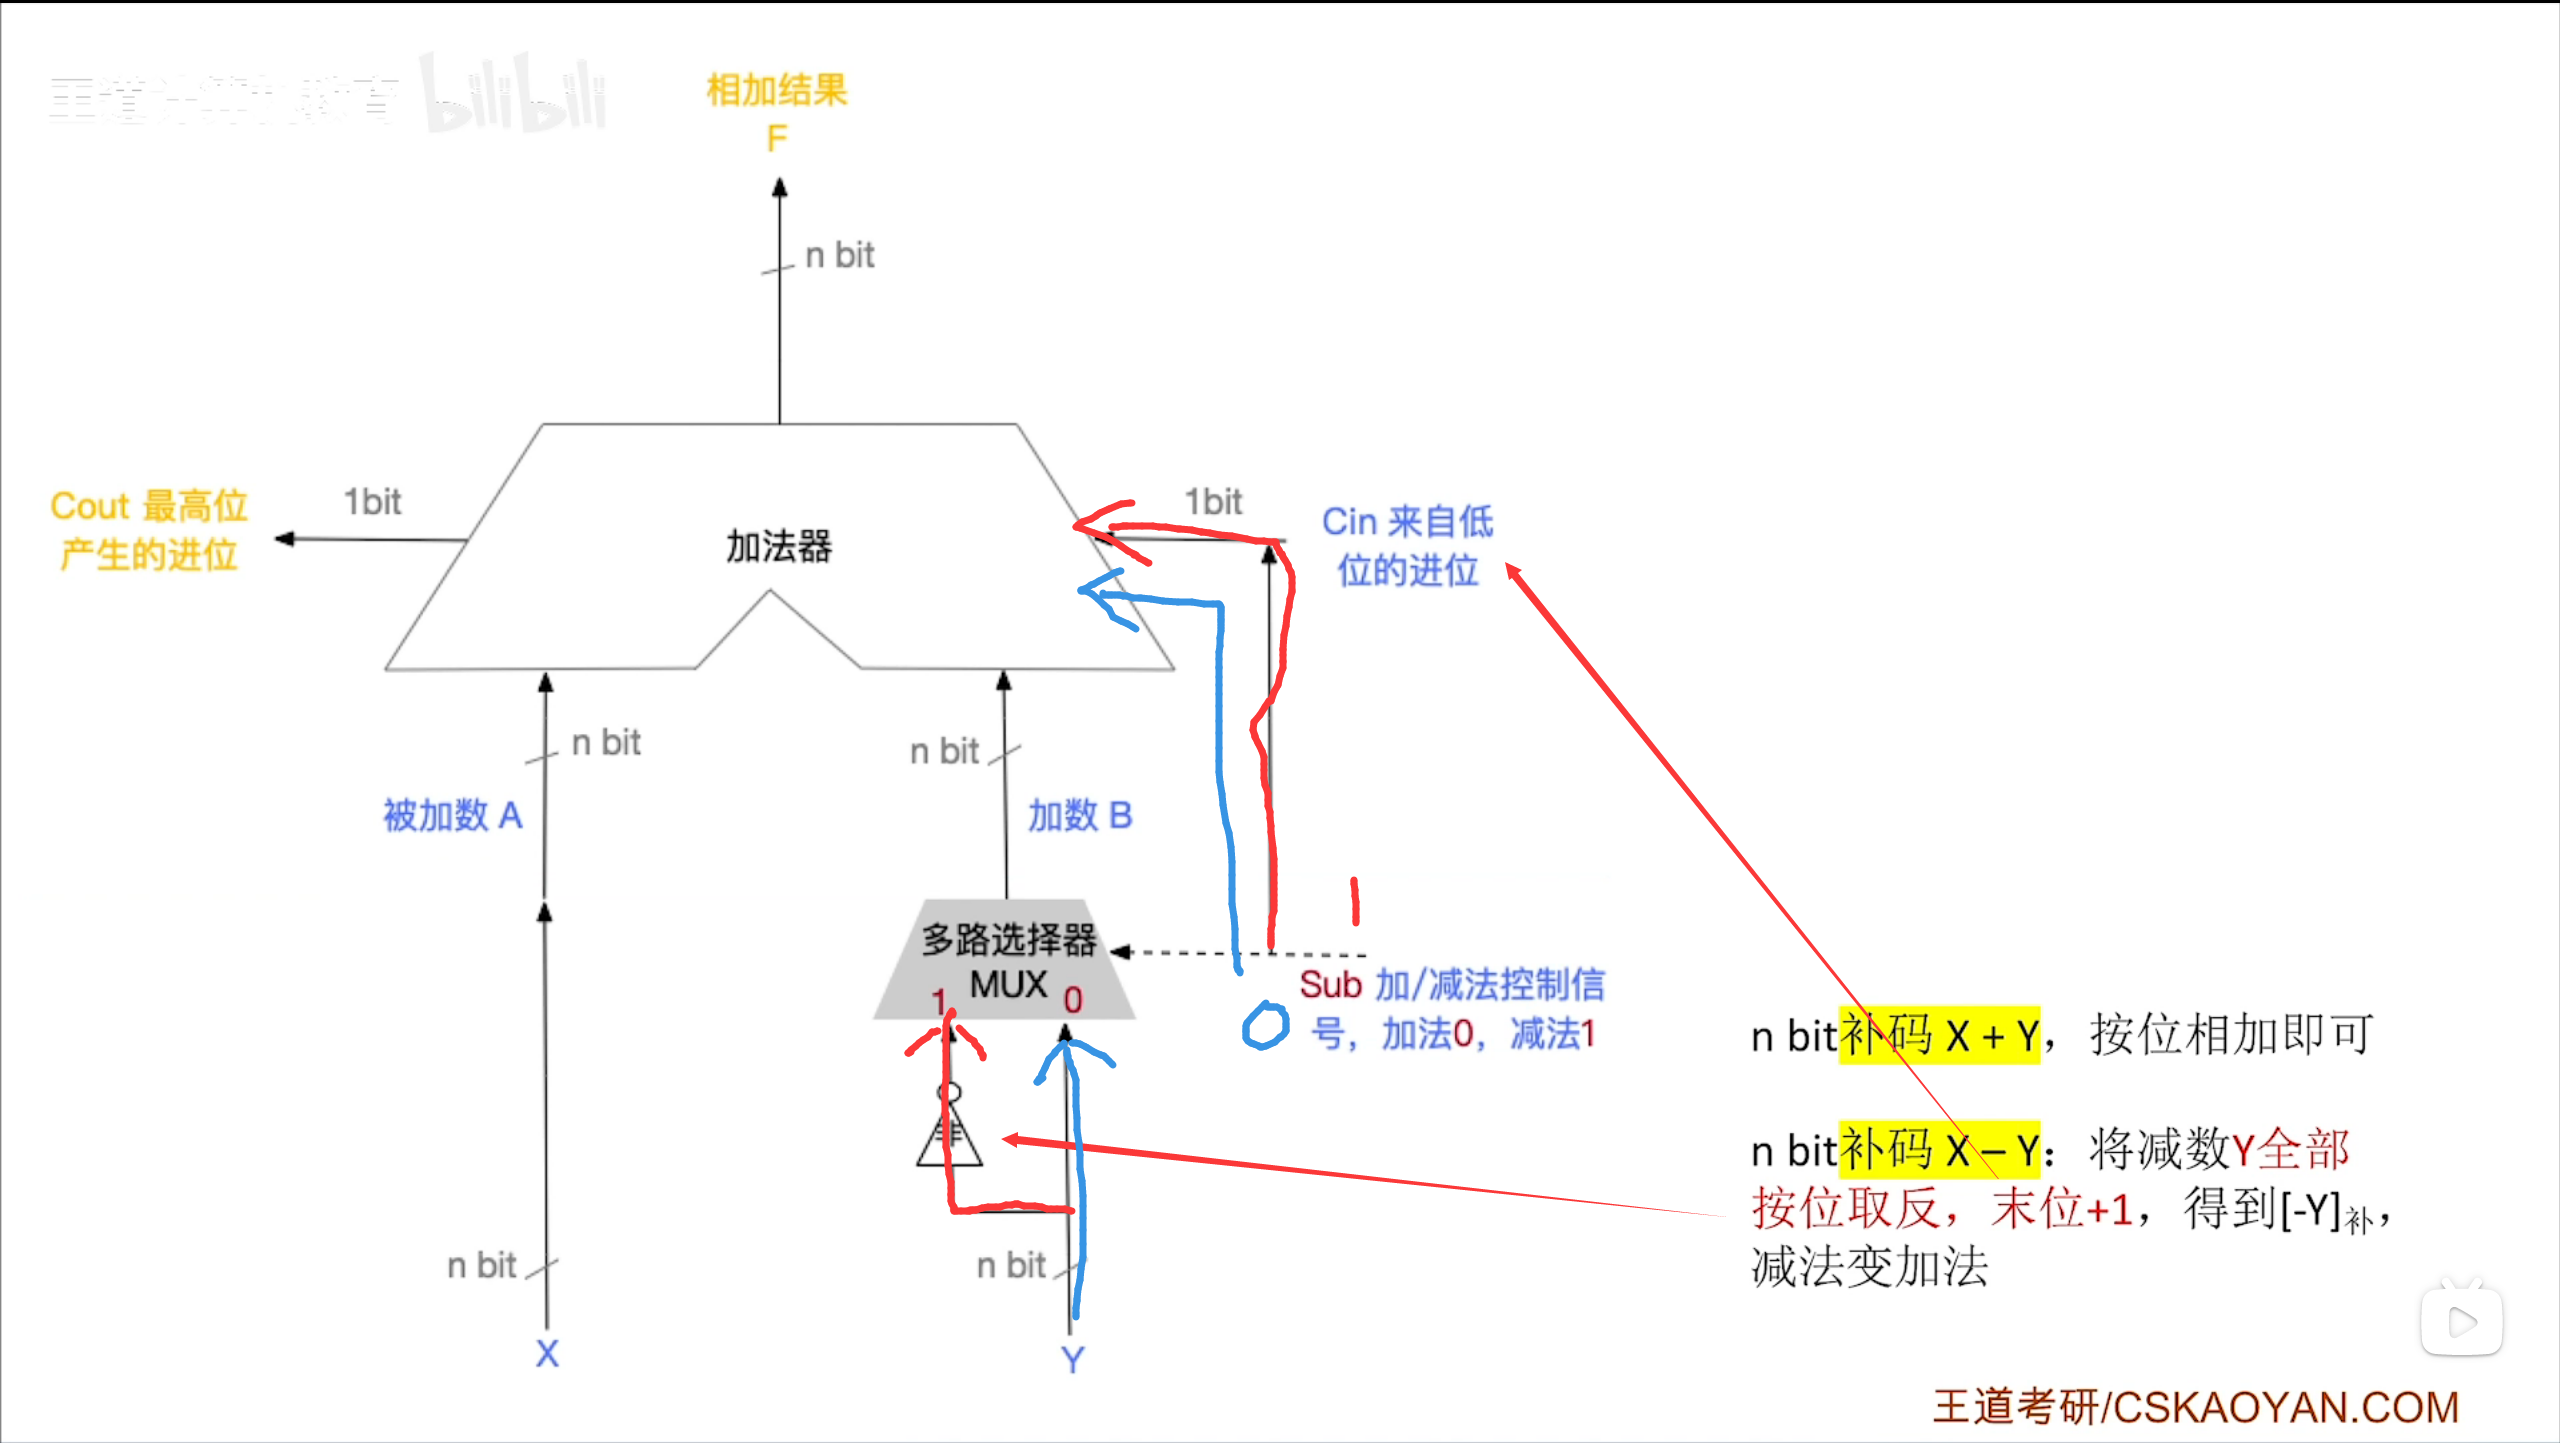 王道计算机教育 bilibili
相加结果
F
n bit
Cout 最高位
产生的进位
1bit
加法器
1bit
Cin 来自低
位的进位
n bit
被加数 A
n bit
加数 B
1
多路选择器
MUX
1
0
Sub 加/减法控制信
号，加法0，减法1
0
非
n bit
n bit
X
Y
n bit补码 X + Y，按位相加即可
n bit补码 X – Y：将减数Y全部
按位取反，末位+1，得到[-Y]补，
减法变加法
王道考研/CSKAOYAN.COM